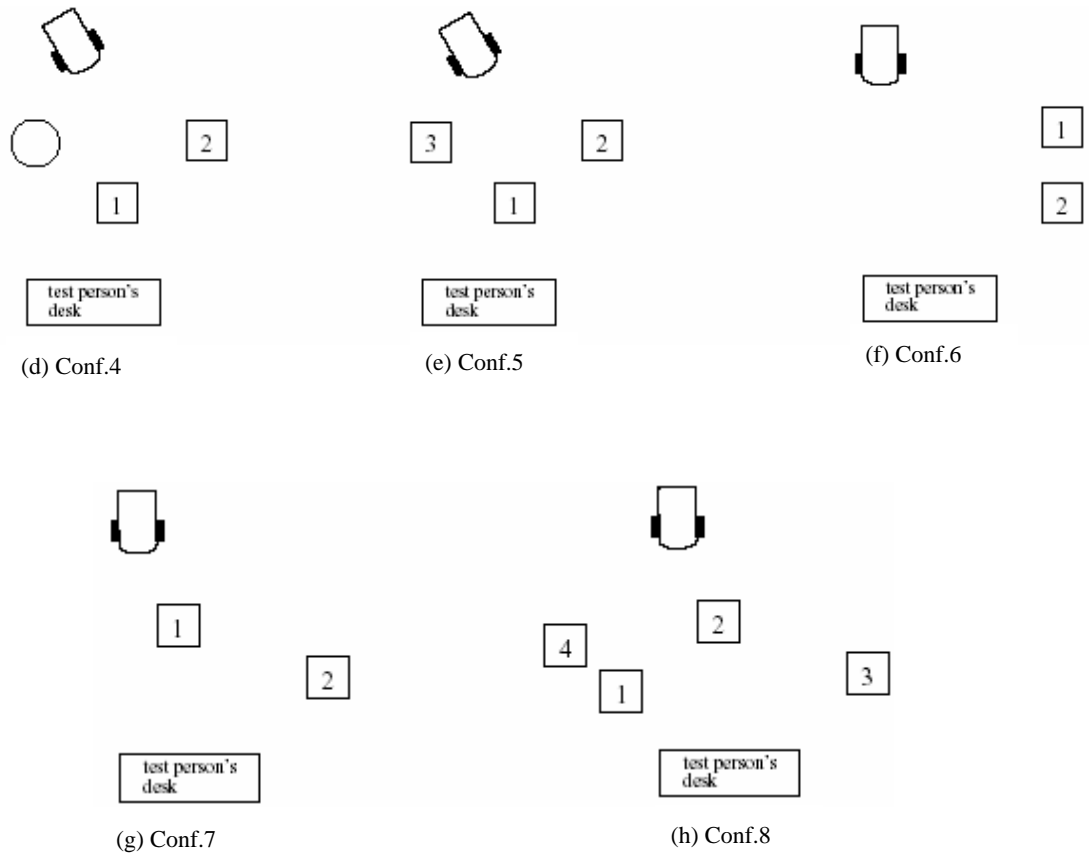 2
3
2
1
1
1
2
test person's
desk
test person's
desk
test person's
desk
(d) Conf.4
(e) Conf.5
(f) Conf.6
1
2
2
4
3
1
test person's
desk
test person's
desk
(g) Conf.7
(h) Conf.8